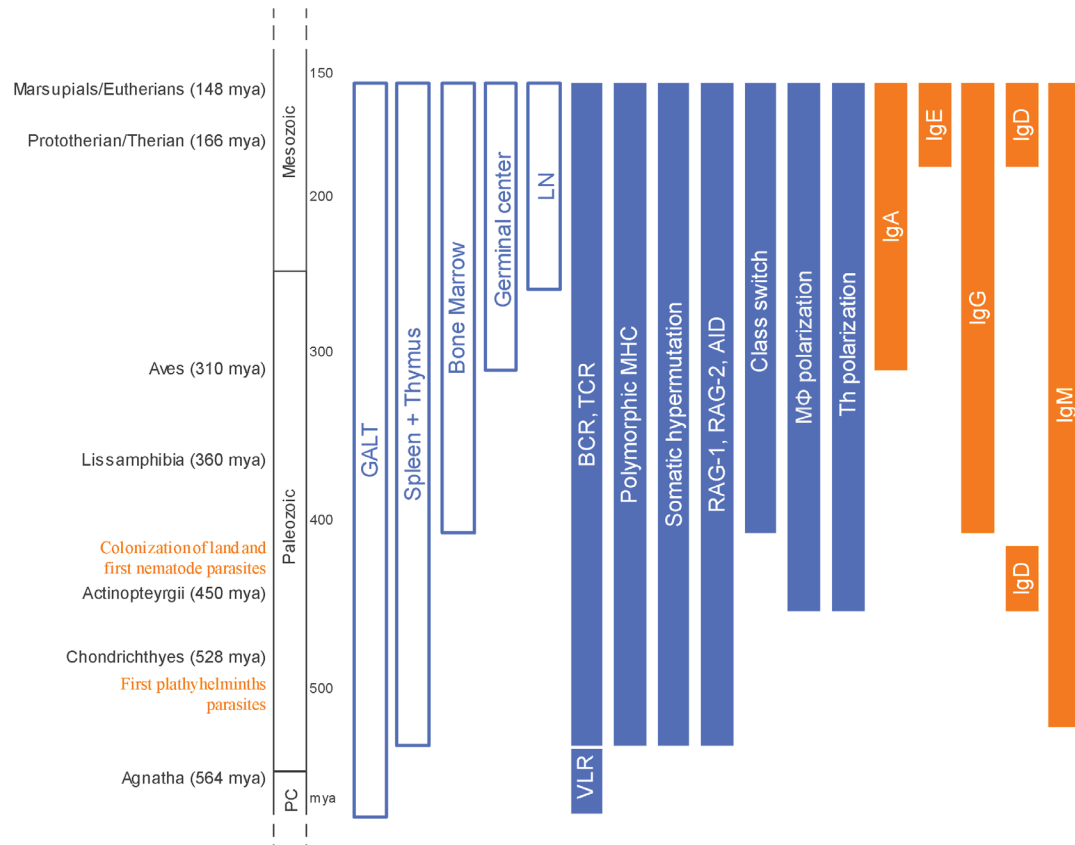 Marsupials/Eutherians (148 mya)
Prototherian/Therian (166 mya)
Aves (310 mya)
Lissamphibia (360 mya)
Colonization of land and
first nematode parasites
Actinopteyrgii (450 mya)
Chondrichthyes (528 mya)
First plathyhelminths
parasites
Agnatha (564 mya)
Mesozoic
Paleozoic
PC
150
200
300
400
500
mya
GALT
Spleen + Thymus
Bone Marrow
Germinal center
LN
BCR, TCR
VLR
Polymorphic MHC
Somatic hypermutation
RAG-1, RAG-2, AID
Class switch
MΦ polarization
Th polarization
IgA
IgE
IgG
IgD
IgD
IgM